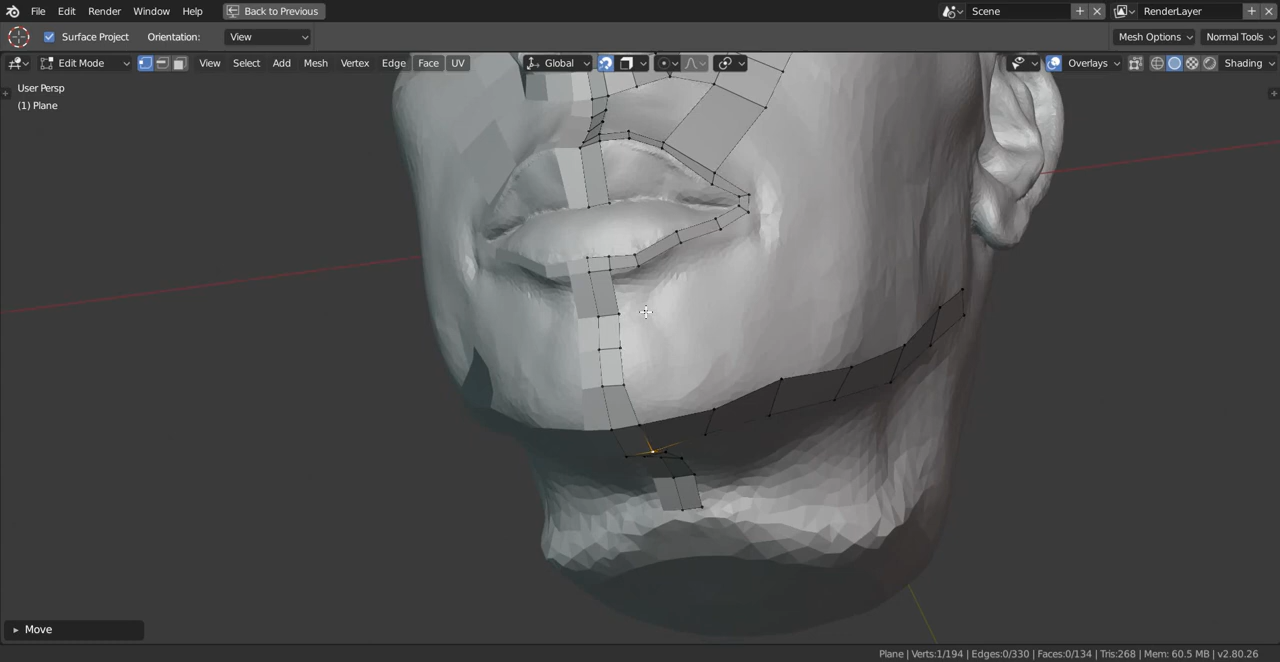 File Edit Render Window Help Back to Previous Scene RenderLayer
Surface Project Orientation: View Mesh Options Normal Tools
Edit Mode View Select Add Mesh Vertex Edge Face UV Global Overlays Shading
User Persp
(1) Plane
Move
Plane | Verts:1/194 | Edges:0/330 | Faces:0/134 | Tris:268 | Mem: 60.5 MB | v2.80.26